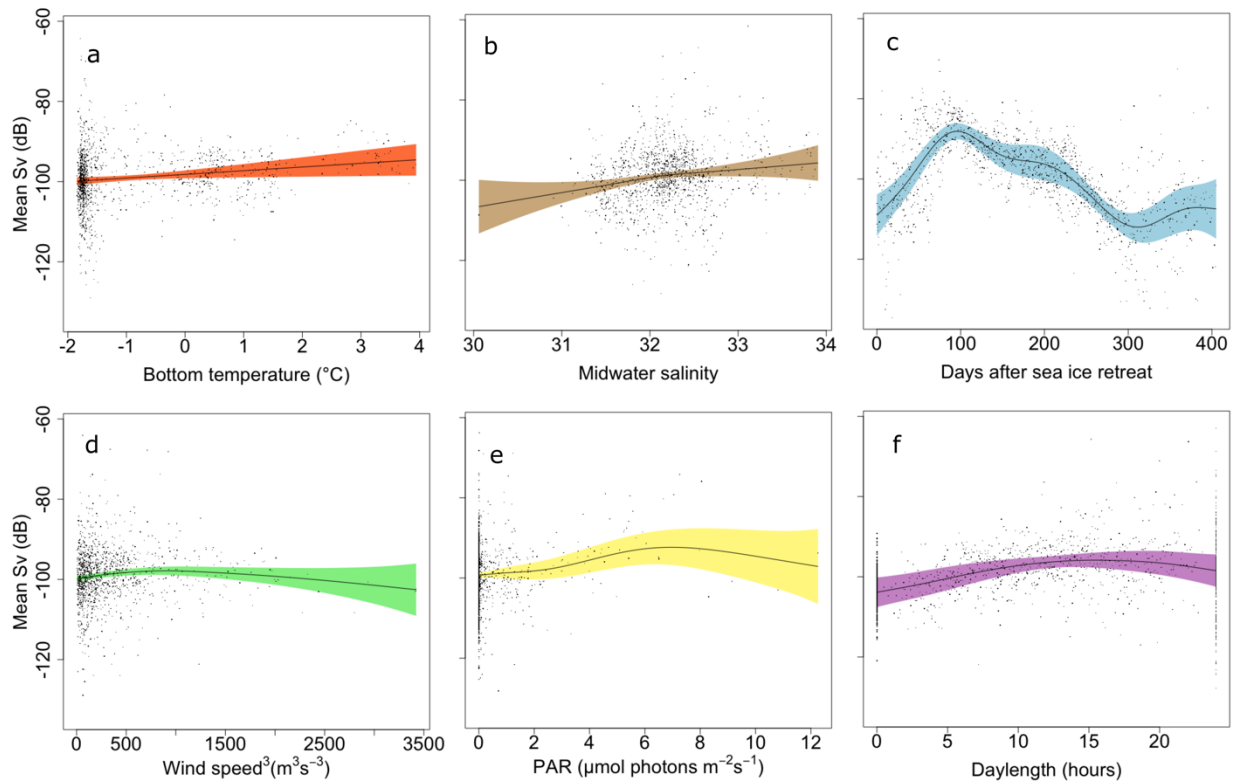 a
b
c
Mean Sv (dB)
-60
-80
-100
-120
-2 -1 0 1 2 3 4
30 31 32 33 34
0 100 200 300 400
Bottom temperature (°C)
Midwater salinity
Days after sea ice retreat
d
e
f
Mean Sv (dB)
-60
-80
-100
-120
0 500 1500 2500 3500
0 2 4 6 8 10 12
0 5 10 15 20
Wind speed³(m³s⁻³)
PAR (μmol photons m⁻²s⁻¹)
Daylength (hours)